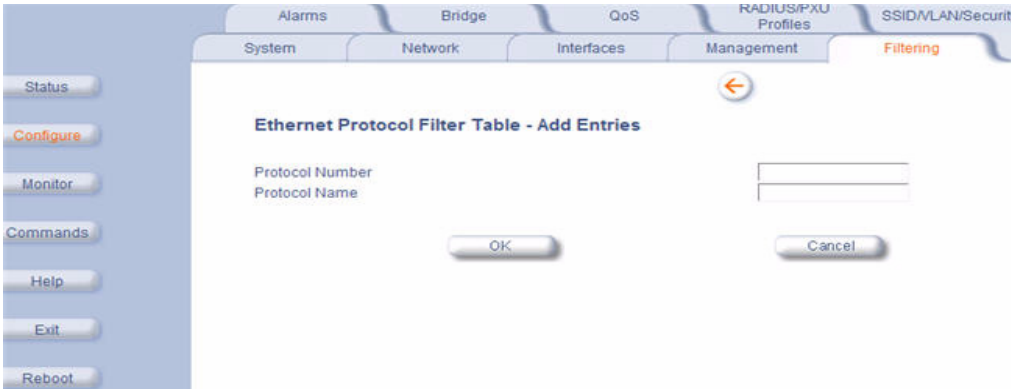 Alarms
Bridge
QoS
RADIUS/PXU
Profiles
SSID/VLAN/Securit
System
Network
Interfaces
Management
Filtering
Status
Configure
Monitor
Commands
Help
Exit
Reboot
Ethernet Protocol Filter Table - Add Entries
Protocol Number
Protocol Name
OK
Cancel